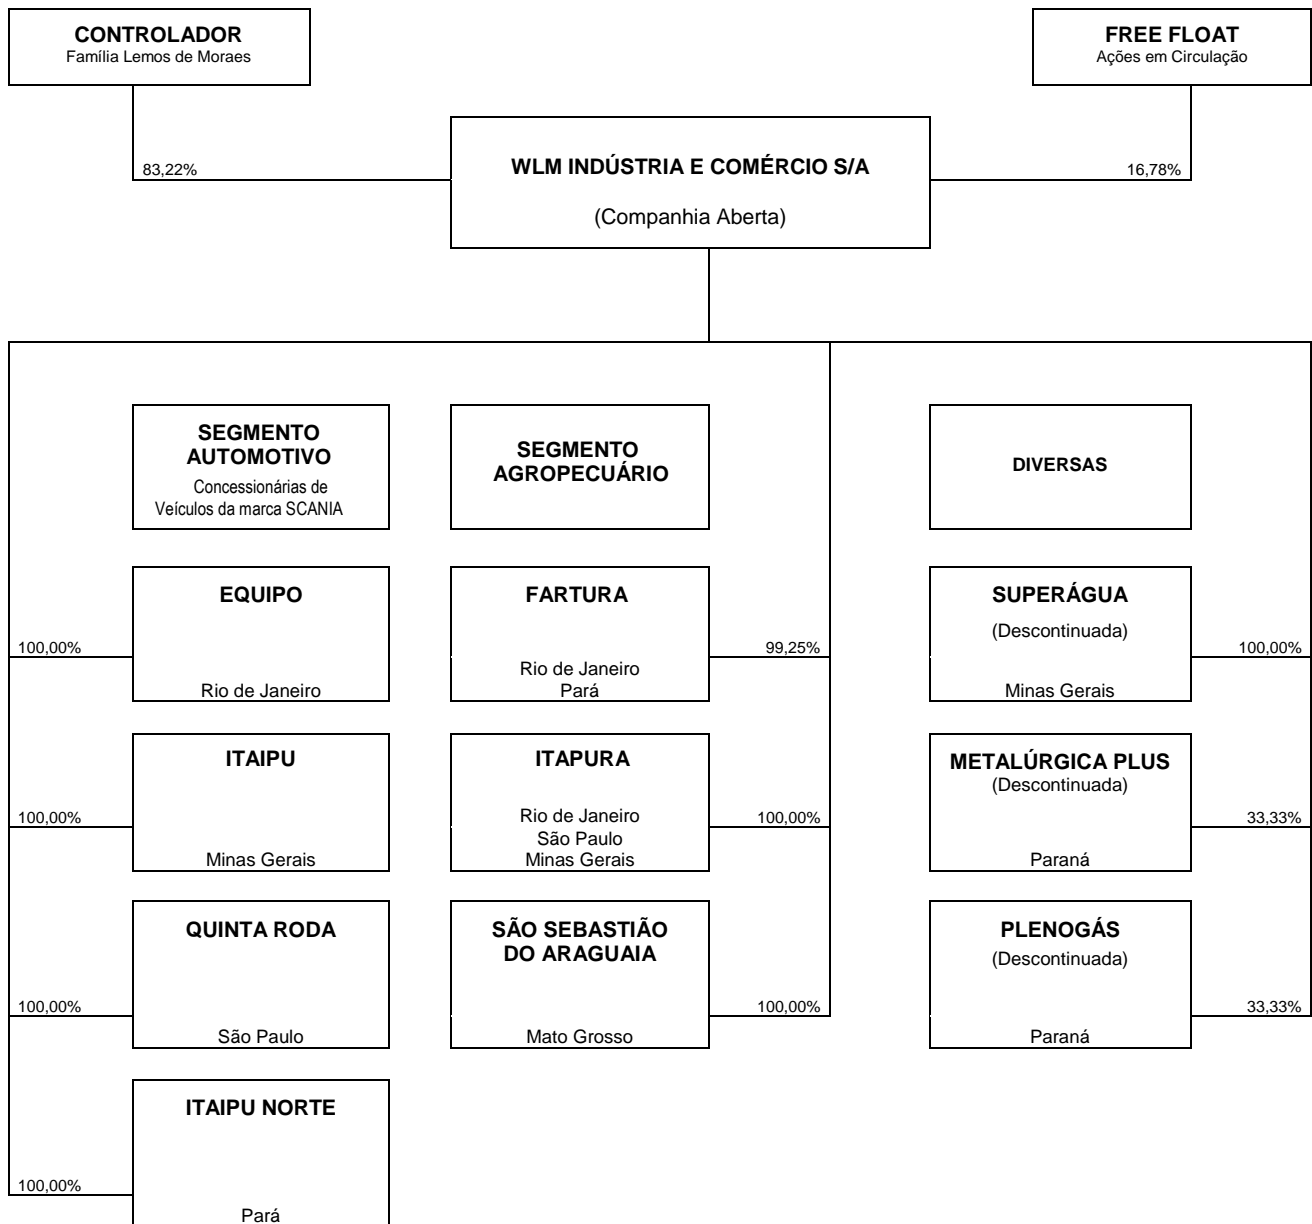 CONTROLADOR
Família Lemos de Moraes
FREE FLOAT
Ações em Circulação
83,22%
WLM INDÚSTRIA E COMÉRCIO S/A
(Companhia Aberta)
16,78%
SEGMENTO
AUTOMOTIVO
Concessionárias de
Veículos da marca SCANIA
SEGMENTO
AGROPECUÁRIO
DIVERSAS
EQUIPO
Rio de Janeiro
100,00%
FARTURA
Rio de Janeiro
Pará
99,25%
SUPERÁGUA
(Descontinuada)
Minas Gerais
100,00%
ITAIPU
Minas Gerais
100,00%
ITAPURA
Rio de Janeiro
São Paulo
Minas Gerais
100,00%
METALÚRGICA PLUS
(Descontinuada)
Paraná
33,33%
QUINTA RODA
São Paulo
100,00%
SÃO SEBASTIÃO
DO ARAGUAIA
Mato Grosso
100,00%
PLENOGÁS
(Descontinuada)
Paraná
33,33%
ITAIPU NORTE
Pará
100,00%